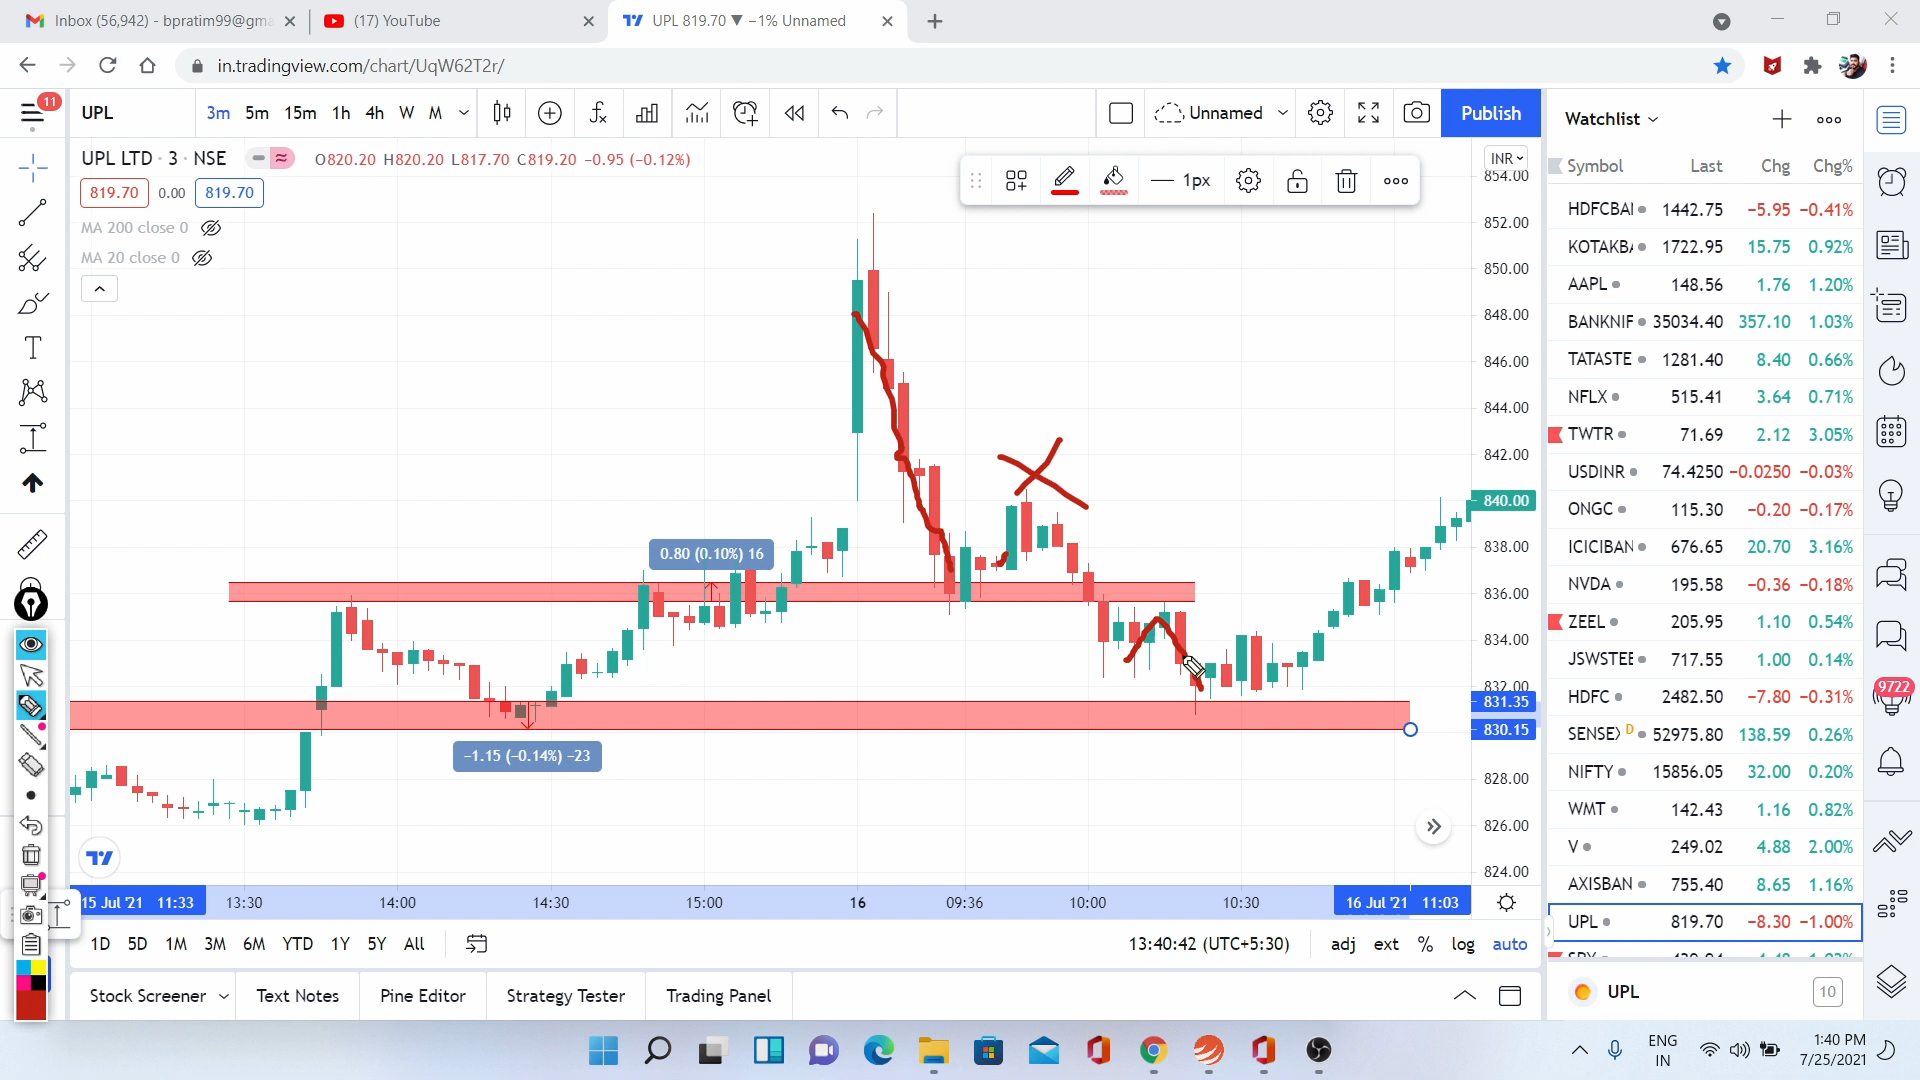 Inbox (56,942) - bpratim99@gma
(17) YouTube
UPL 819.70 ▼ −1% Unnamed
in.tradingview.com/chart/UqW62T2r/
11
UPL
3m 5m 15m 1h 4h W M
Unnamed
Publish
UPL LTD · 3 · NSE
O820.20 H820.20 L817.70 C819.20 −0.95 (−0.12%)
819.70 0.00 819.70
MA 200 close 0
MA 20 close 0
1px
INR
854.00
852.00
850.00
848.00
846.00
844.00
842.00
840.00
838.00
836.00
834.00
832.00
831.35
830.15
828.00
826.00
824.00
0.80 (0.10%) 16
−1.15 (−0.14%) −23
15 Jul '21 11:33 13:30 14:00 14:30 15:00 16 09:36 10:00 10:30 16 Jul '21 11:03
1D 5D 1M 3M 6M YTD 1Y 5Y All
13:40:42 (UTC+5:30) adj ext % log auto
Stock Screener Text Notes Pine Editor Strategy Tester Trading Panel
Watchlist
Symbol Last Chg Chg%
HDFCBAI 1442.75 −5.95 −0.41%
KOTAKB 1722.95 15.75 0.92%
AAPL 148.56 1.76 1.20%
BANKNIF 35034.40 357.10 1.03%
TATASTE 1281.40 8.40 0.66%
NFLX 515.41 3.64 0.71%
TWTR 71.69 2.12 3.05%
USDINR 74.4250 −0.0250 −0.03%
ONGC 115.30 −0.20 −0.17%
ICICIBAN 676.65 20.70 3.16%
NVDA 195.58 −0.36 −0.18%
ZEEL 205.95 1.10 0.54%
JSWSTEE 717.55 1.00 0.14%
HDFC 2482.50 −7.80 −0.31%
SENSEX D 52975.80 138.59 0.26%
NIFTY 15856.05 32.00 0.20%
WMT 142.43 1.16 0.82%
V 249.02 4.88 2.00%
AXISBAN 755.40 8.65 1.16%
UPL 819.70 −8.30 −1.00%
UPL 10
9722
ENG
IN
1:40 PM
7/25/2021